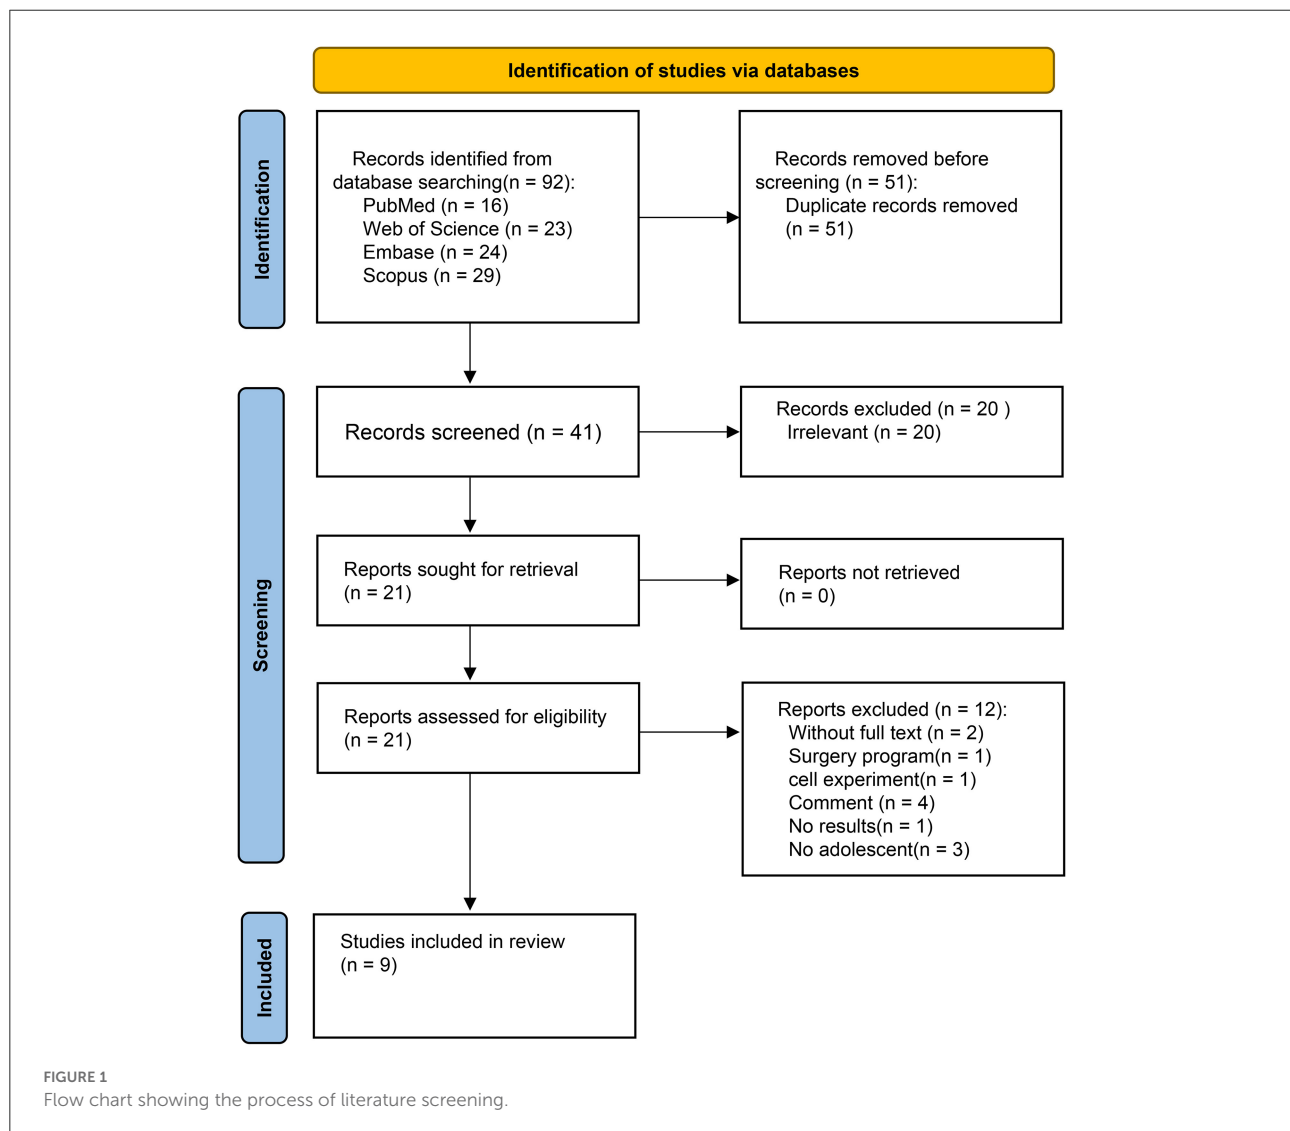 Identification of studies via databases
Identification
Records identified from
database searching(n = 92):
PubMed (n = 16)
Web of Science (n = 23)
Embase (n = 24)
Scopus (n = 29)
Records removed before
screening (n = 51):
Duplicate records removed
(n = 51)
Screening
Records screened (n = 41)
Records excluded (n = 20 )
Irrelevant (n = 20)
Reports sought for retrieval
(n = 21)
Reports not retrieved
(n = 0)
Reports assessed for eligibility
(n = 21)
Reports excluded (n = 12):
Without full text (n = 2)
Surgery program(n = 1)
cell experiment(n = 1)
Comment (n = 4)
No results(n = 1)
No adolescent(n = 3)
Included
Studies included in review
(n = 9)
FIGURE 1
Flow chart showing the process of literature screening.